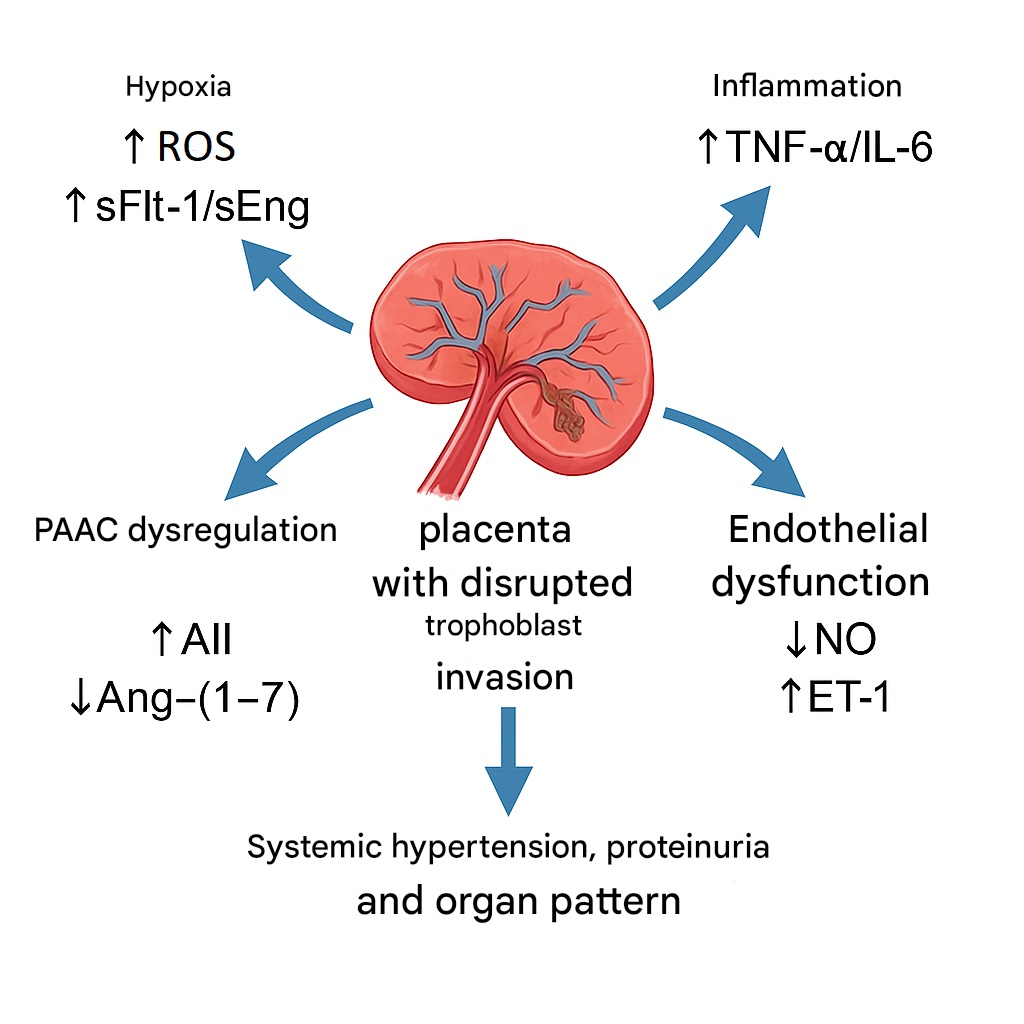 Hypoxia
↑ ROS
↑ sFlt-1/sEng
Inflammation
↑ TNF-α/IL-6
PAAC dysregulation
↑ AII
↓ Ang–(1–7)
placenta
with disrupted
trophoblast
invasion
Endothelial
dysfunction
↓ NO
↑ ET-1
Systemic hypertension, proteinuria
and organ pattern